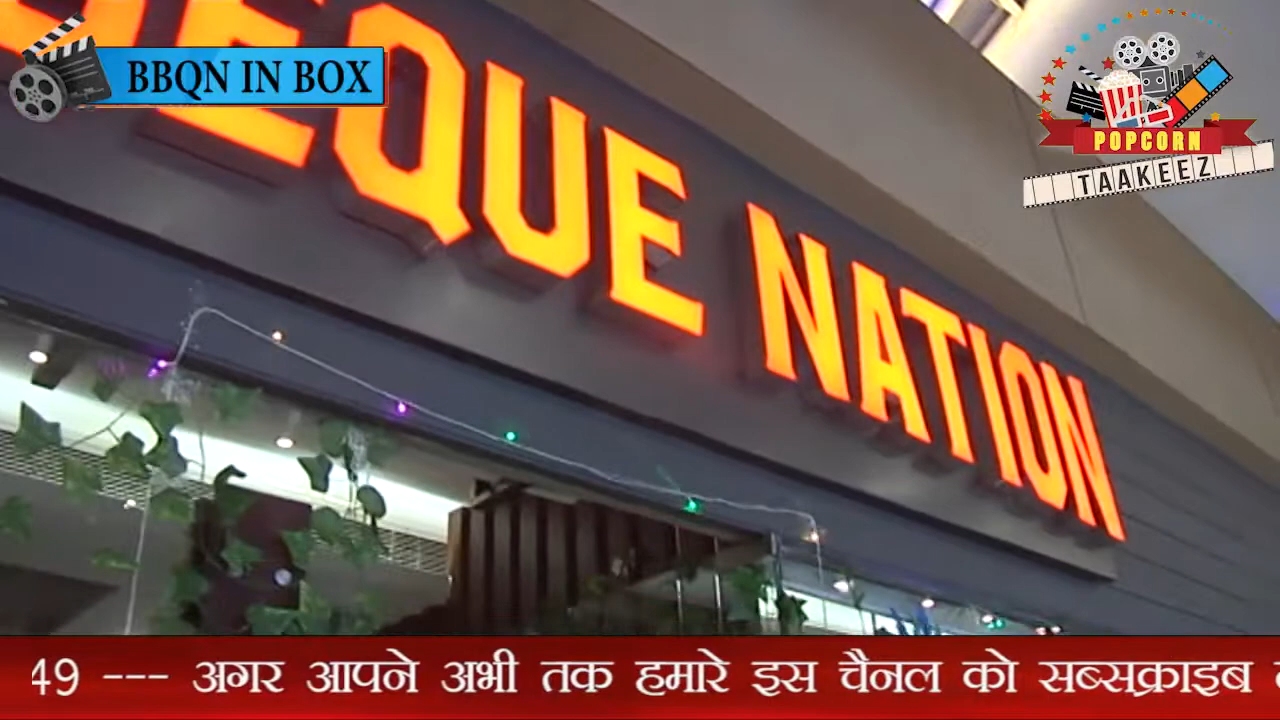 BBQN IN BOX
EQUE NATION
POPCORN
TAAKEEZ
49 --- अगर आपने अभी तक हमारे इस चैनल को सब्सक्राइब